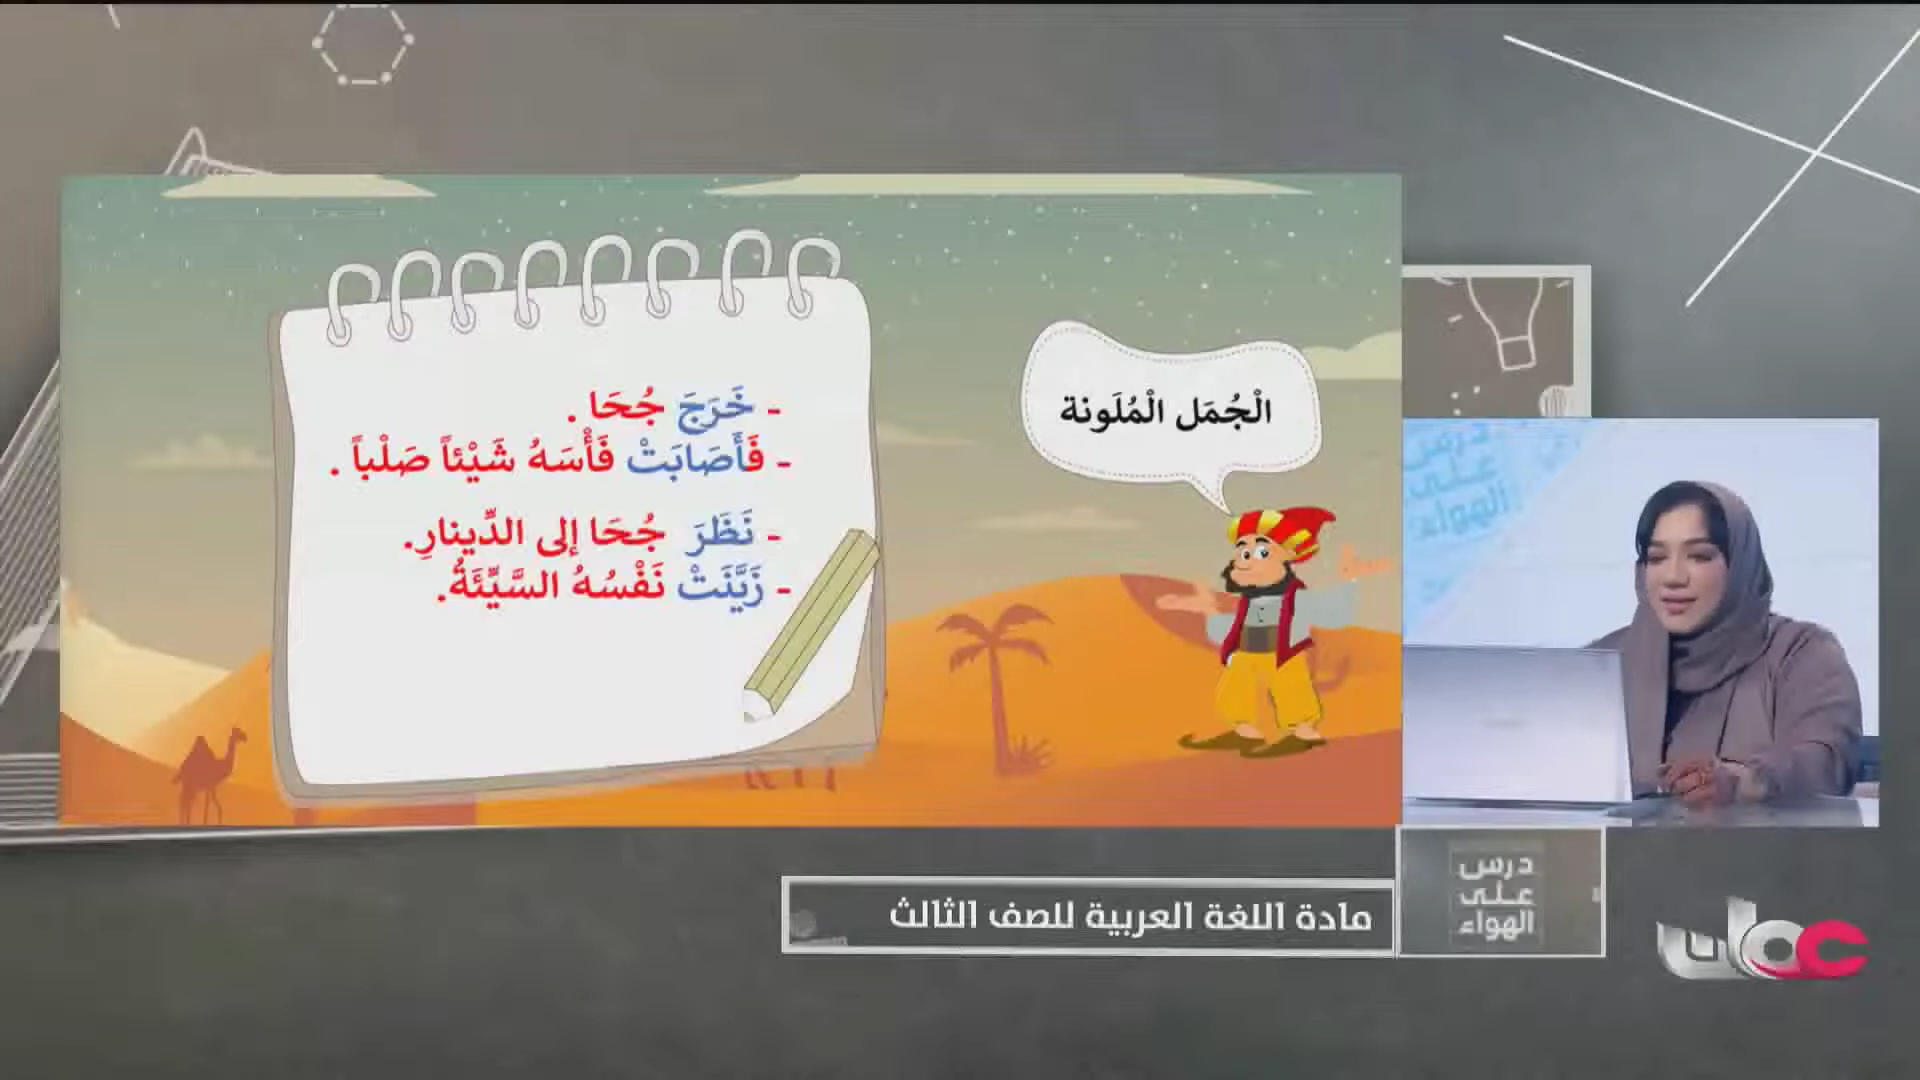 الْجُمَل الْمُلَونة
- خَرَجَ جُحَا .
- فَأَصَابَتْ فَأْسَهُ شَيْئاً صَلْباً .
- نَظَرَ جُحَا إلى الدِّينارِ.
- زَيَّنَتْ نَفْسُهُ السَّيِّئَةُ.
درس
على
الهواء
مادة اللغة العربية للصف الثالث
درس
على
الهواء
عمان